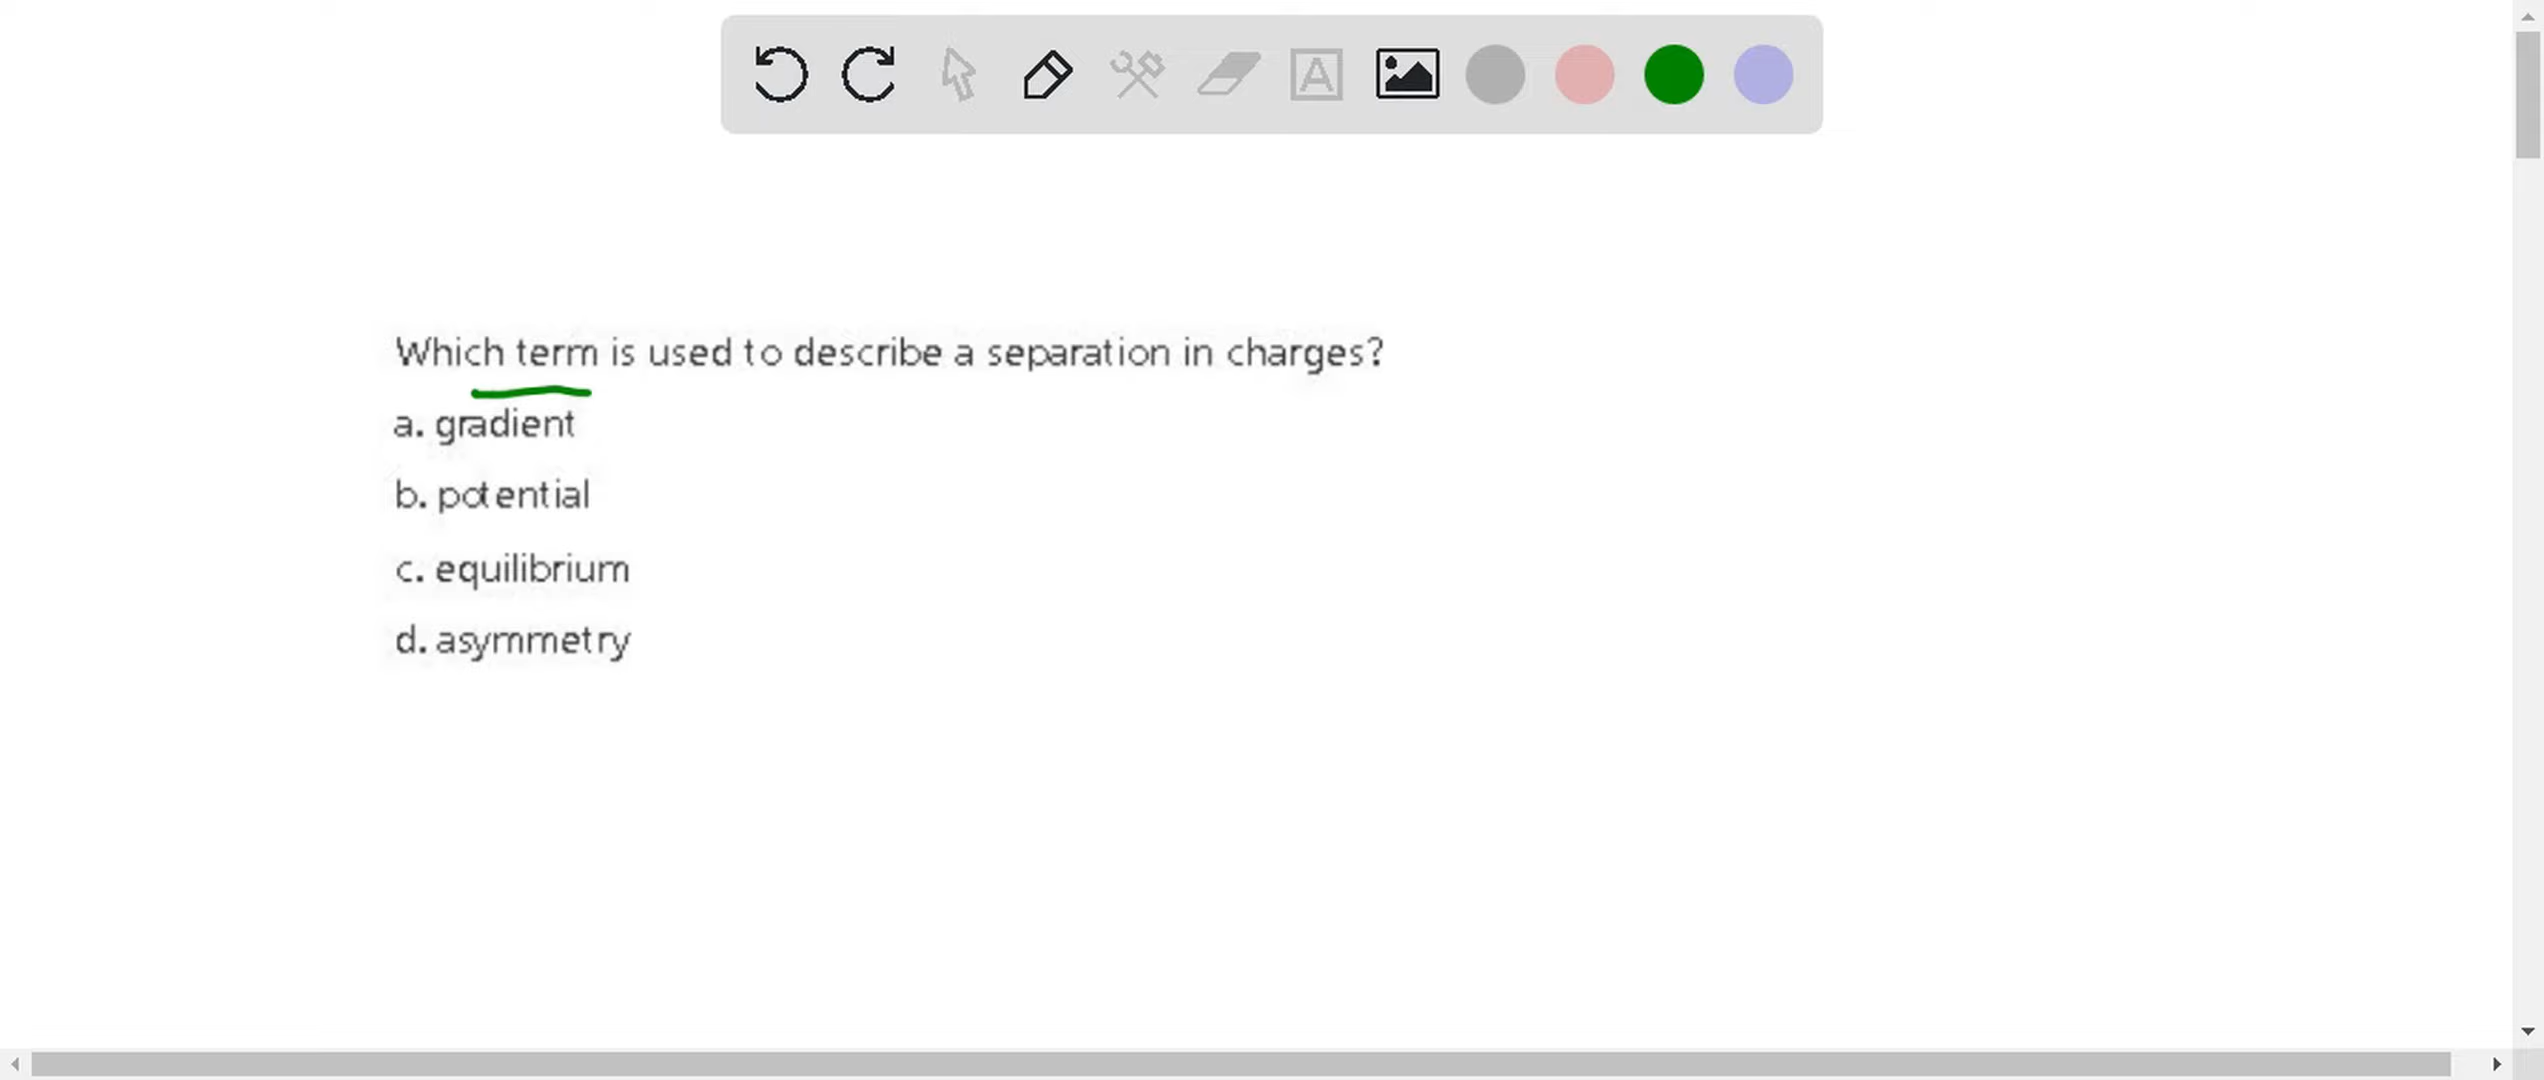 A
Which term is used to describe a separation in charges?
a. gradient
b. potential
c. equilibrium
d. asymmetry